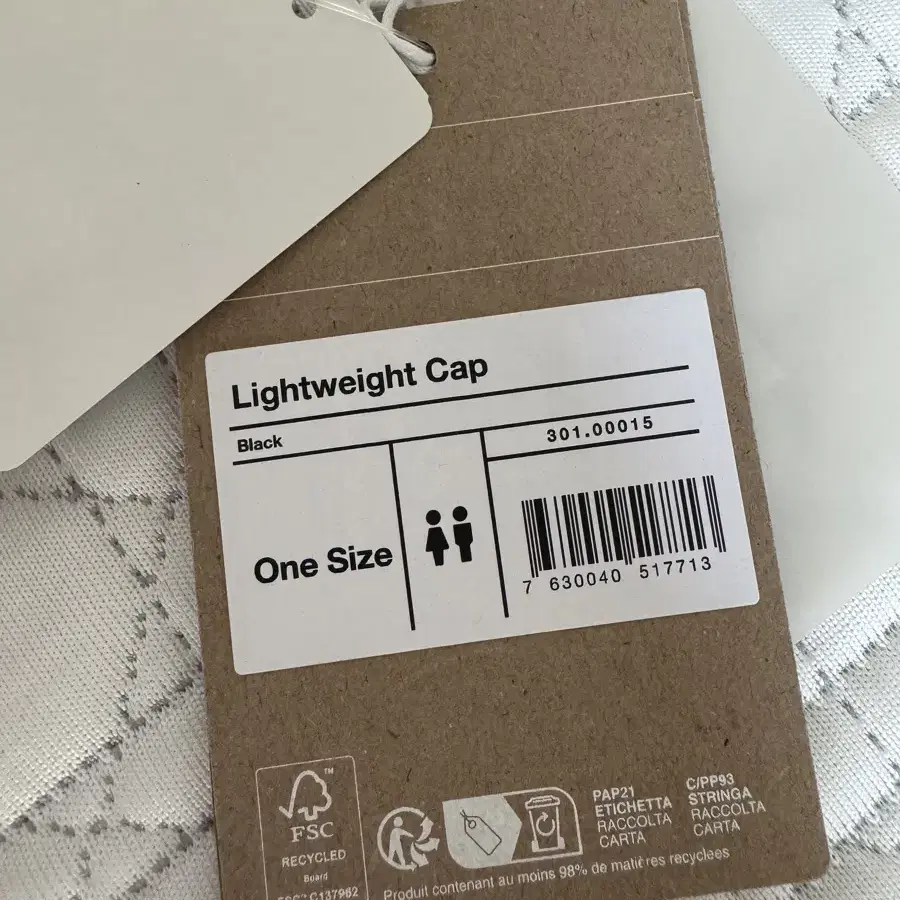 Lightweight Cap
Black
301.00015
One Size
7 630040 517713
™
FSC
RECYCLED
Board
C137982
PAP21
ETICHETTA
RACCOLTA
CARTA
C/PP93
STRINGA
RACCOLTA
CARTA
Produit contenant au moins 98% de matières recyclées